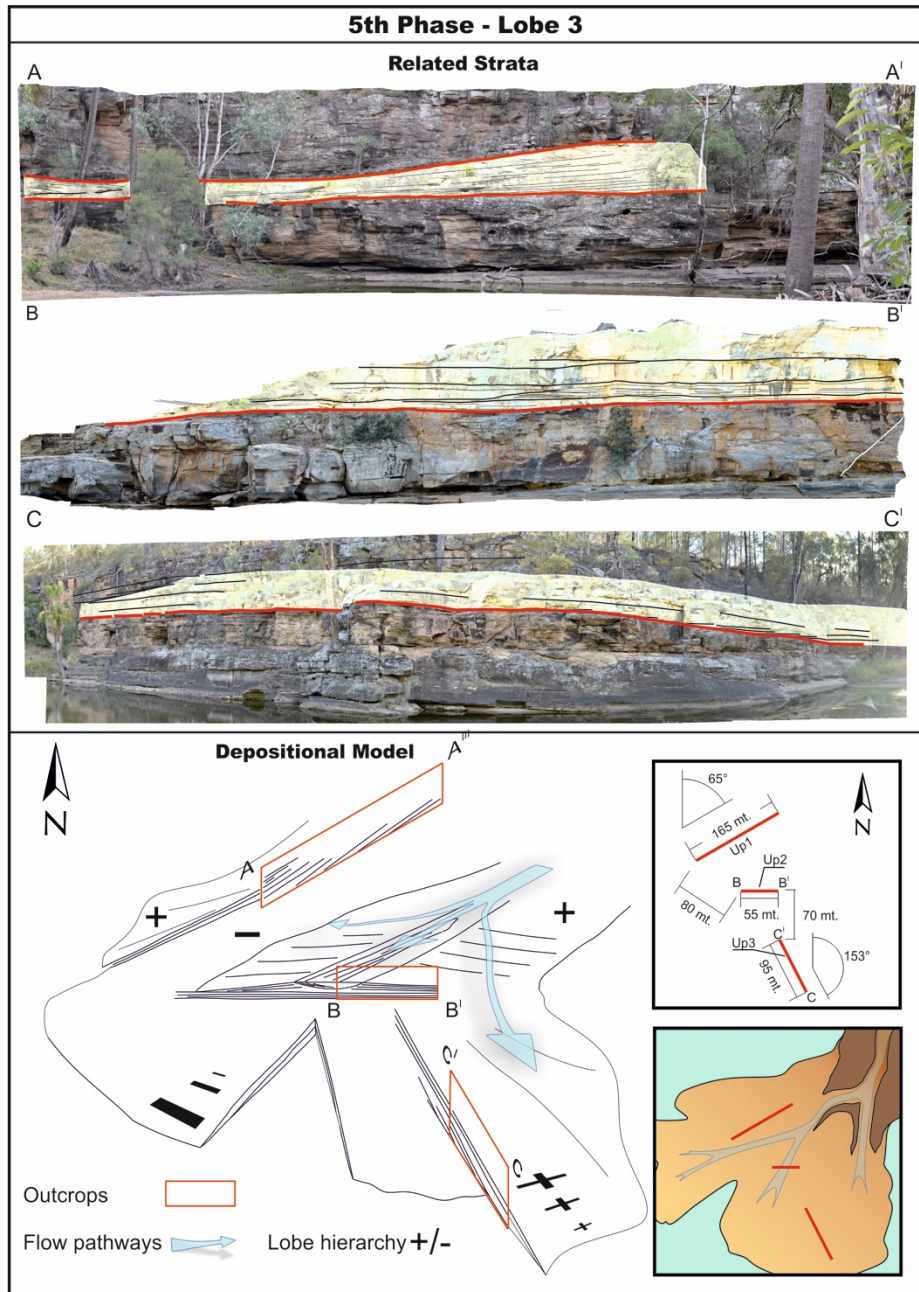 5th Phase - Lobe 3
Related Strata
A A'
B B'
C C'
Depositional Model
N
A'''
A
+
-
+
B B'
C'
C
Outcrops
Flow pathways
Lobe hierarchy +/-
65°
N
165 mt.
Up1
Up2
B B'
80 mt.
55 mt.
70 mt.
C'
Up3
95 mt.
153°
C